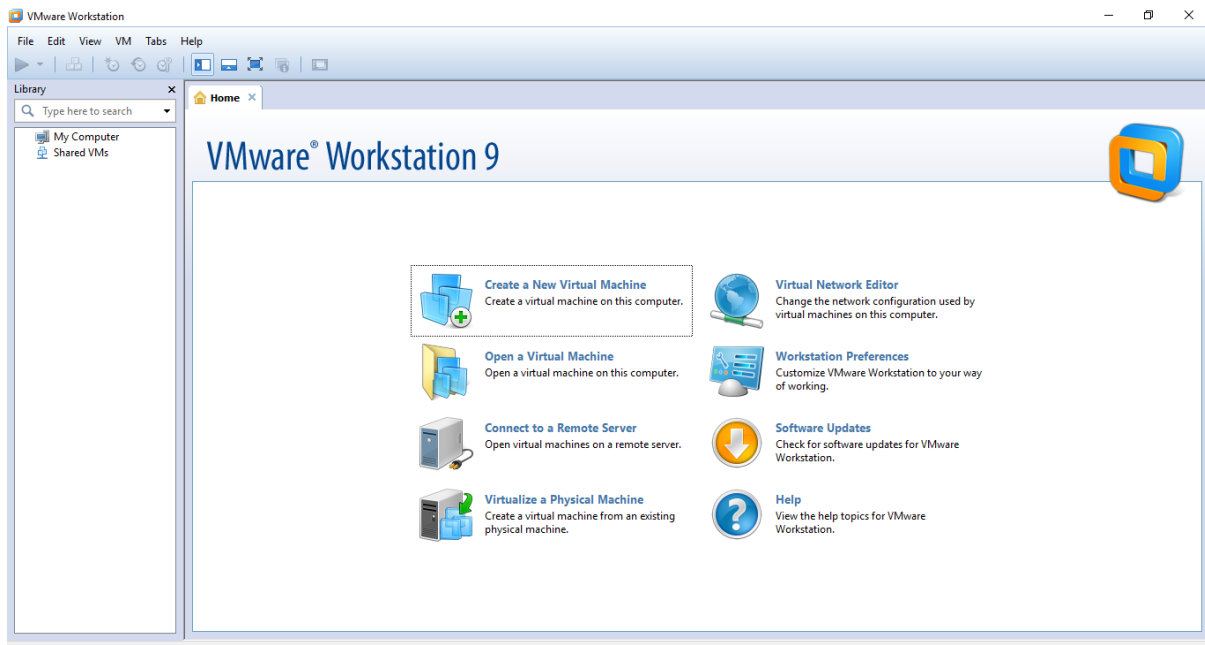 VMware Workstation
File Edit View VM Tabs Help
Library
Type here to search
My Computer
Shared VMs
Home
VMware® Workstation 9
Create a New Virtual Machine
Create a virtual machine on this computer.
Open a Virtual Machine
Open a virtual machine on this computer.
Connect to a Remote Server
Open virtual machines on a remote server.
Virtualize a Physical Machine
Create a virtual machine from an existing
physical machine.
Virtual Network Editor
Change the network configuration used by
virtual machines on this computer.
Workstation Preferences
Customize VMware Workstation to your way
of working.
Software Updates
Check for software updates for VMware
Workstation.
Help
View the help topics for VMware
Workstation.